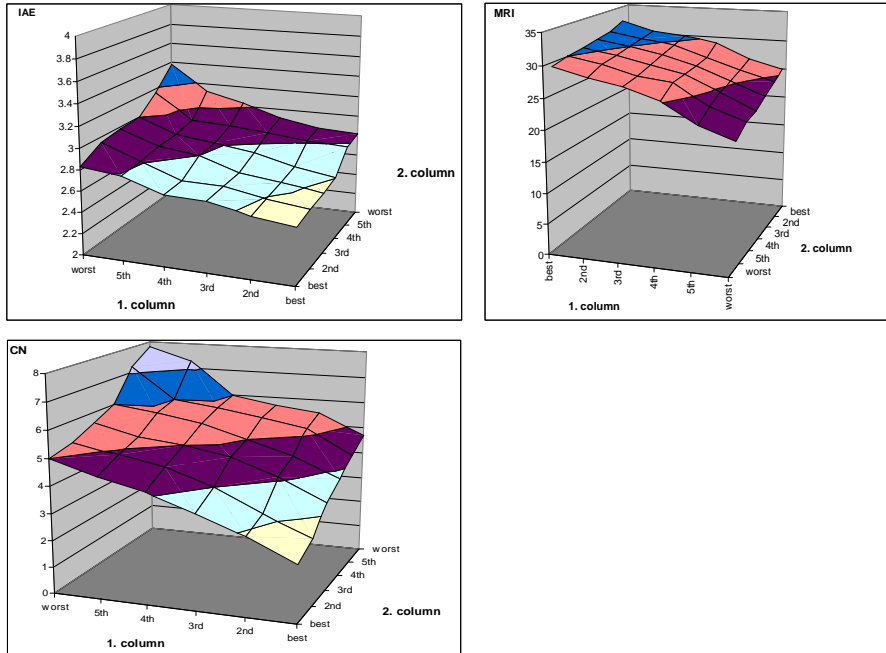 IAE
4
3.8
3.6
3.4
3.2
3
2.8
2.6
2.4
2.2
2
worst
5th
4th
3rd
2nd
best
1. column
best
2nd
3rd
4th
5th
worst
2. column
MRI
35
30
25
20
15
10
5
0
best
2nd
3rd
4th
5th
worst
1. column
worst
5th
4th
3rd
2nd
best
2. column
CN
8
7
6
5
4
3
2
1
0
worst
5th
4th
3rd
2nd
best
1. column
best
2nd
3rd
4th
5th
worst
2. column